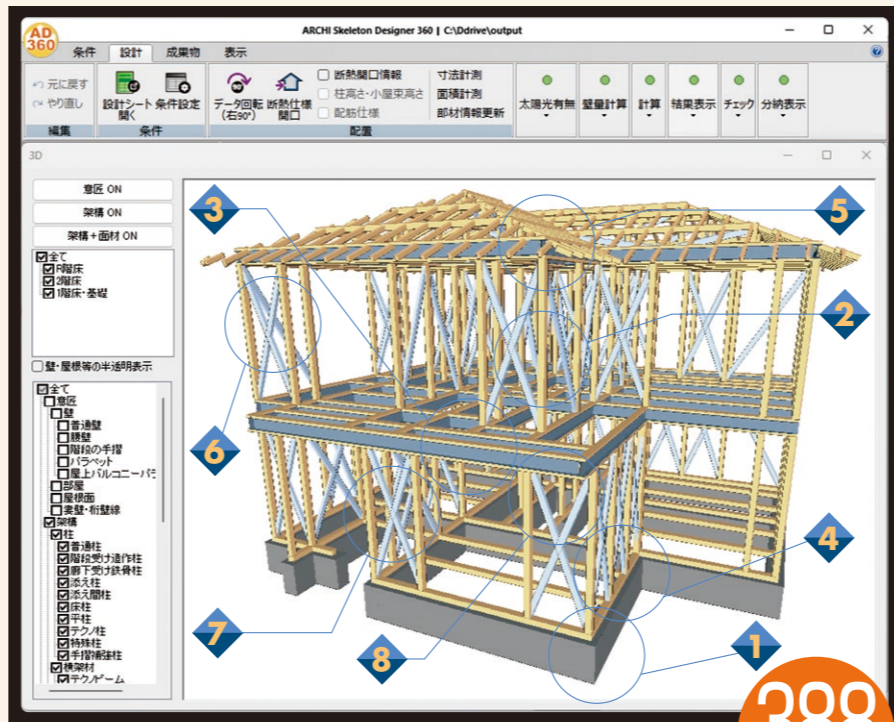 AD
360
ARCHI Skeleton Designer 360 | C:\Ddrive\output
条件 設計 成果物 表示
元に戻す
やり直し
編集
設計シート
開く
条件設定
条件
データ回転
(右90°)
断熱仕様
開口
断熱開口情報
柱高さ・小屋束高さ
配筋仕様
寸法計測
面積計測
部材情報更新
配置
太陽光有無
壁量計算
計算
結果表示
チェック
分納表示
3D
意匠 ON
架構 ON
架構+面材 ON
全て
R階床
2階床
1階床・基礎
壁・屋根等の半透明表示
全て
意匠
壁
普通壁
腰壁
階段の手摺
パラペット
屋上バルコニーパラ
部屋
屋根面
妻壁・桁壁線
架構
柱
普通柱
階段受け造作柱
廊下受け鉄骨柱
添え柱
添え間柱
床柱
平柱
テクノ柱
特殊柱
手摺補強柱
横架材
テクノビーム
3
5
2
6
4
7
8
1